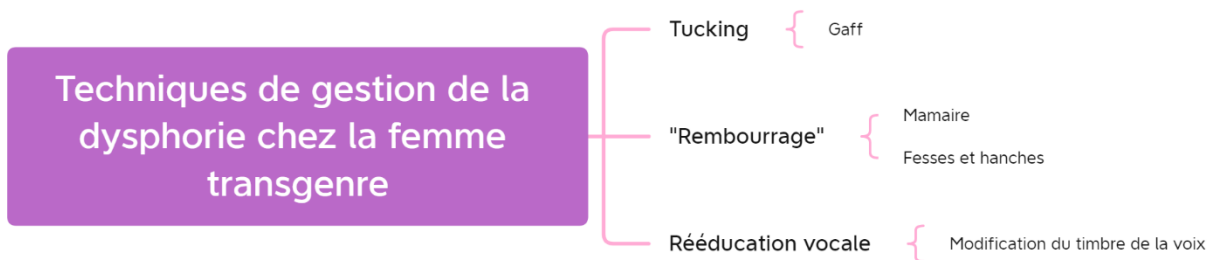 Techniques de gestion de la
dysphorie chez la femme
transgenre
Tucking
Gaff
"Rembourrage"
Mamaire
Fesses et hanches
Rééducation vocale
Modification du timbre de la voix